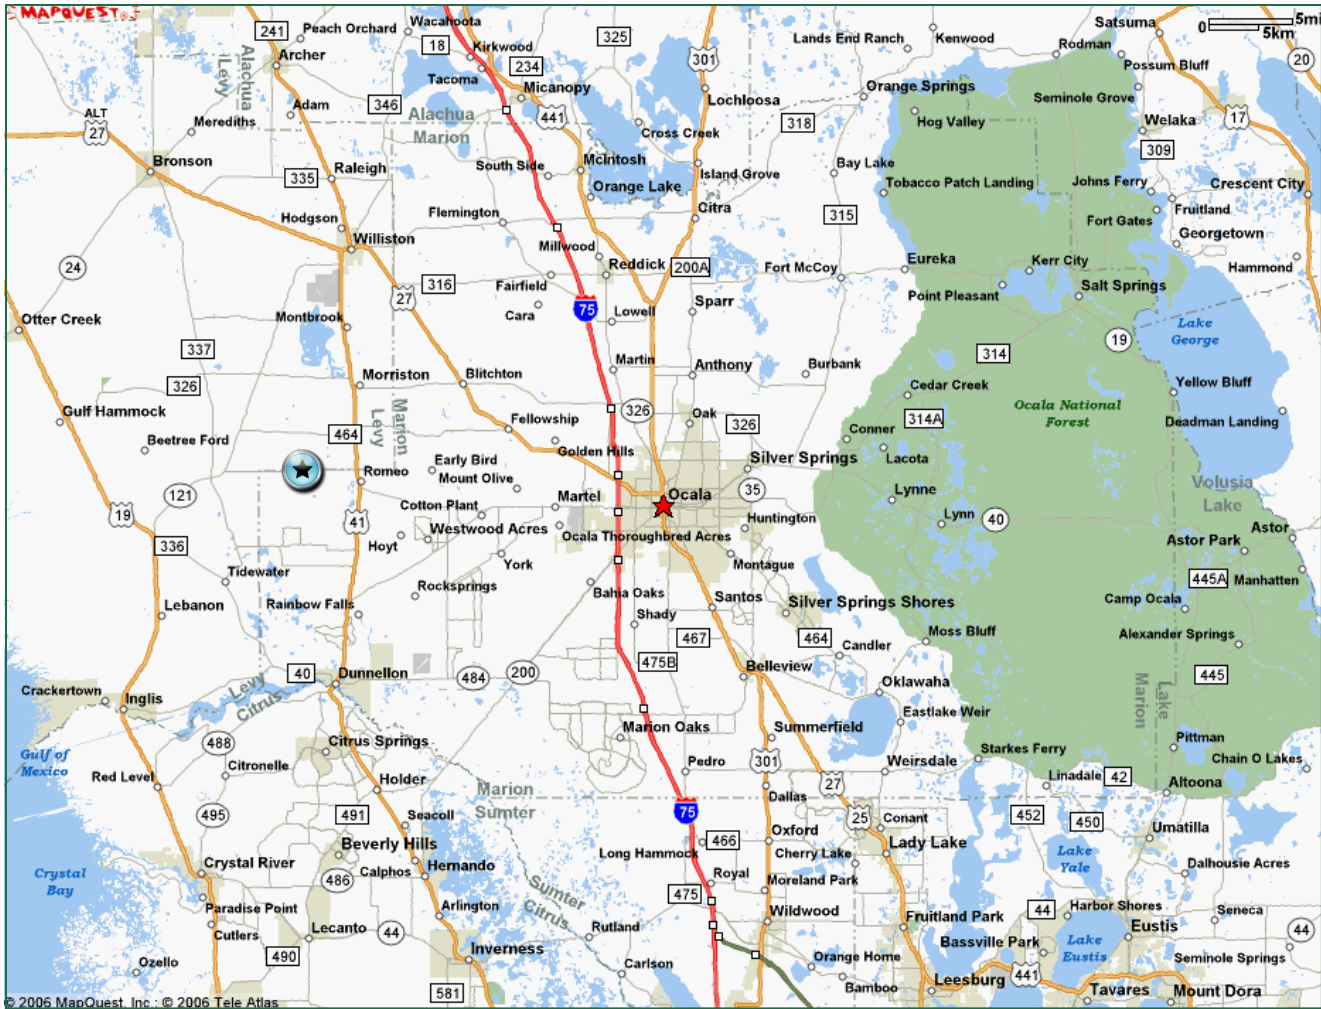 MAPQUEST
Wacahoota
Satsuma
0
5mi
5km
241
Peach Orchard
18
Kirkwood
325
Lands End Ranch
Kenwood
Rodman
Archer
Alachua
Levy
234
Tacoma
Micanopy
301
Possum Bluff
20
Orange Springs
Lochloosa
Seminole Grove
ALT
27
Adam
346
Alachua
Marion
441
Merediths
Cross Creek
318
Hog Valley
Welaka
17
Bronson
South Side
McIntosh
309
335
Raleigh
Island Grove
Bay Lake
Orange Lake
Tobacco Patch Landing
Johns Ferry
Crescent City
Hodgson
Flemington
Citra
315
Fort Gates
Fruitland
Williston
Millwood
Georgetown
24
Reddick
200A
Fort McCoy
Eureka
Kerr City
Hammond
27
316
Fairfield
Point Pleasant
Salt Springs
Otter Creek
Montbrook
Cara
75
Lowell
Sparr
Lake
George
19
337
314
Martin
Anthony
Burbank
326
Morriston
Blitchton
Cedar Creek
Yellow Bluff
Gulf Hammock
Levy
Marion
Fellowship
326
Oak
326
314A
Ocala National
Forest
Deadman Landing
464
Beetree Ford
Golden Hills
Conner
Silver Springs
Lacota
Romeo
Early Bird
Mount Olive
Volusia
Lake
121
Martel
Ocala
35
Lynne
Cotton Plant
19
41
Westwood Acres
Huntington
Lynn
40
Astor
336
Hoyt
Ocala Thoroughbred Acres
Astor Park
York
Montague
Tidewater
Rocksprings
Bahia Oaks
445A
Manhatten
Lebanon
Rainbow Falls
Santos
Silver Springs Shores
Camp Ocala
Shady
467
464
Candler
Moss Bluff
Alexander Springs
40
Dunnellon
484
200
475B
Belleview
445
Levy
Citrus
Oklawaha
Marion
Lake
Crackertown
Inglis
Marion Oaks
Summerfield
Eastlake Weir
488
Citrus Springs
Pittman
Gulf of
Mexico
Citronelle
Pedro
301
Weirsdale
Starkes Ferry
Chain O Lakes
Red Level
Holder
27
Linadale
42
Altoona
Marion
Sumter
Dallas
495
491
Seacoll
75
25
Conant
452
450
Umatilla
Beverly Hills
466
Oxford
Lady Lake
Crystal River
Long Hammock
Cherry Lake
Lake
Yale
Dalhousie Acres
Crystal
Bay
486
Calphos
Hernando
Royal
Moreland Park
Sumter
Citrus
475
Paradise Point
Arlington
Wildwood
Fruitland Park
44
Harbor Shores
Seneca
Cutlers
Lecanto
44
Rutland
Bassville Park
Eustis
44
490
Inverness
Lake
Eustis
Ozello
Carlson
Orange Home
441
Seminole Springs
581
Bamboo
Leesburg
Tavares
Mount Dora
© 2006 MapQuest, Inc.; © 2006 Tele Atlas